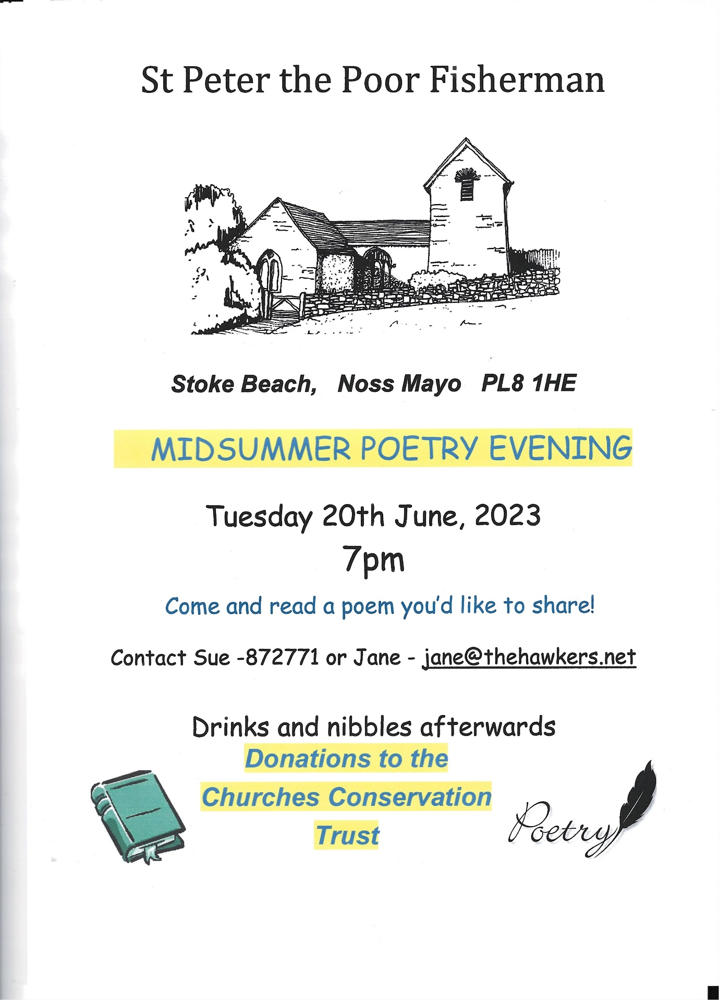 St Peter the Poor Fisherman
Stoke Beach, Noss Mayo PL8 1HE
MIDSUMMER POETRY EVENING
Tuesday 20th June, 2023
7pm
Come and read a poem you'd like to share!
Contact Sue -872771 or Jane - jane@thehawkers.net
Drinks and nibbles afterwards
Donations to the
Churches Conservation
Trust
Poetry